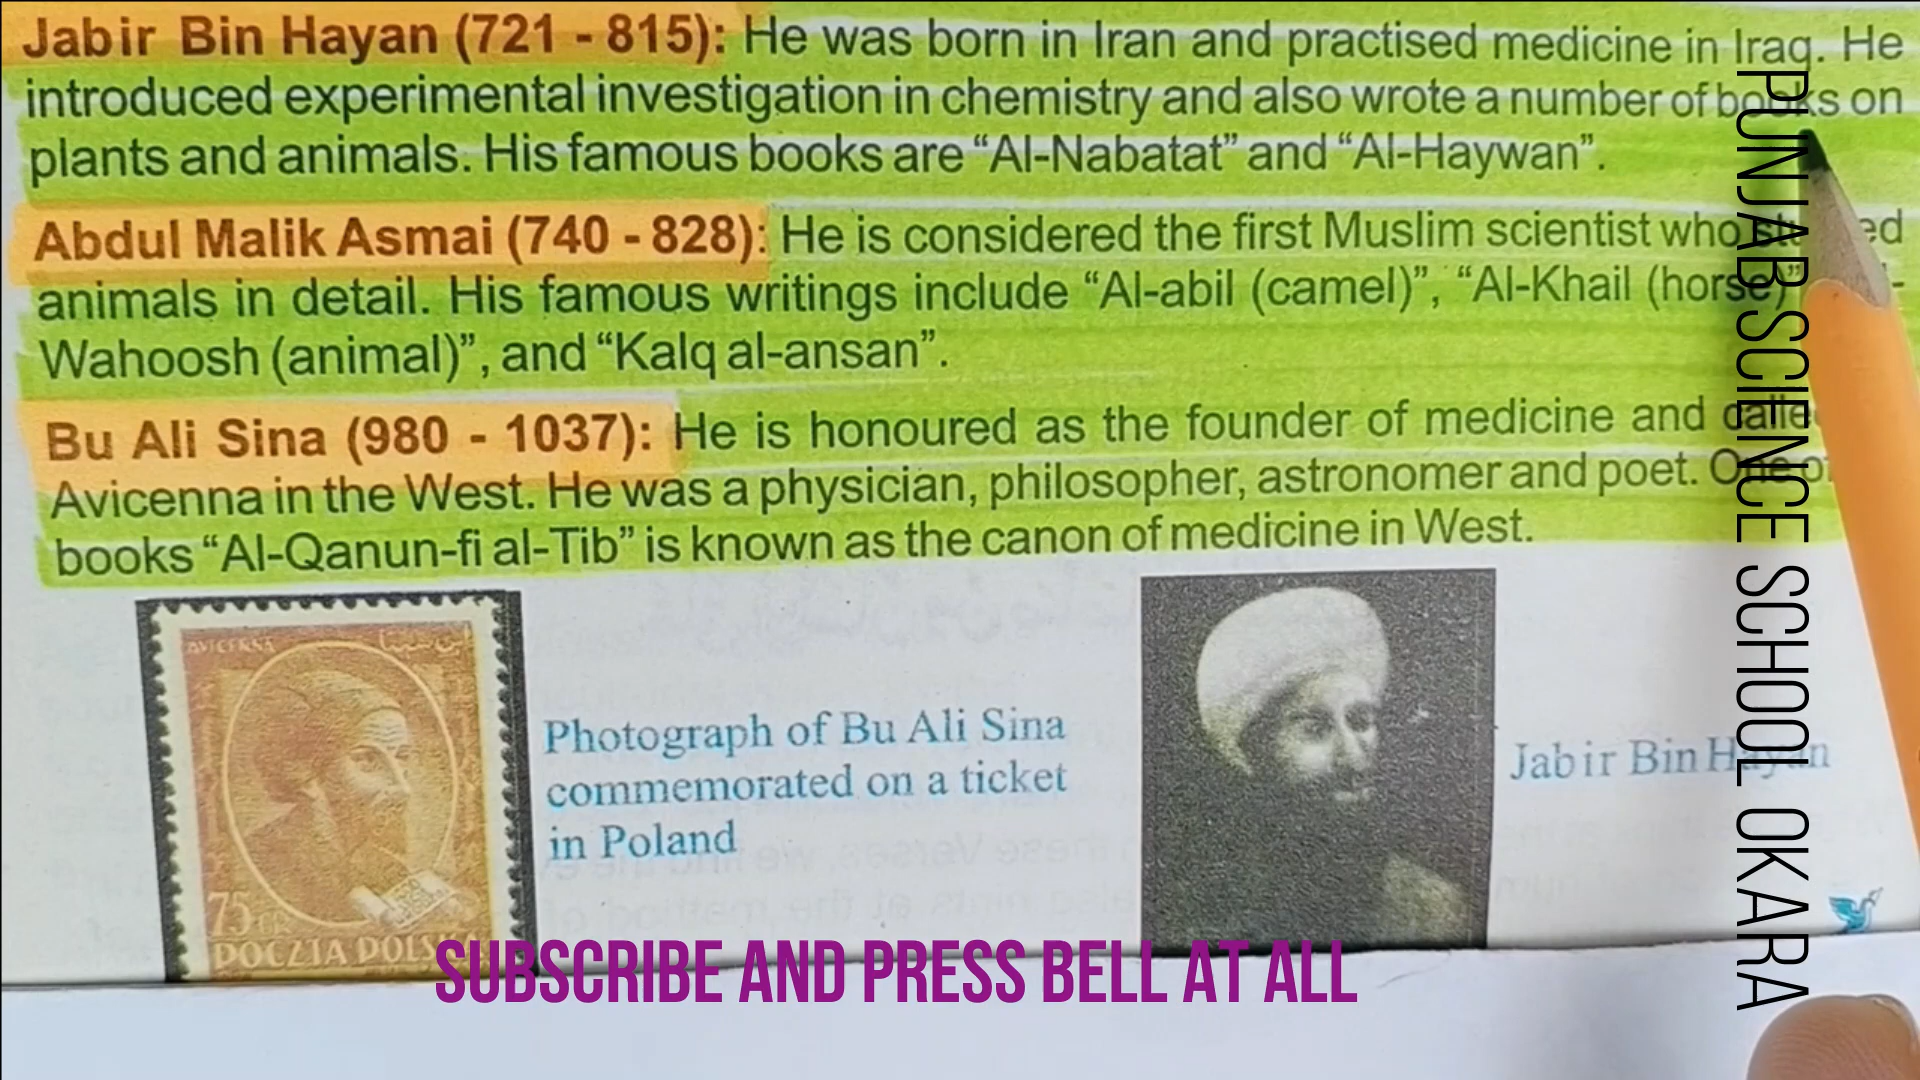 Jabir Bin Hayan (721 - 815): He was born in Iran and practised medicine in Iraq. He
introduced experimental investigation in chemistry and also wrote a number of books on
plants and animals. His famous books are “Al-Nabatat” and “Al-Haywan”.
Abdul Malik Asmai (740 - 828): He is considered the first Muslim scientist who
animals in detail. His famous writings include “Al-abil (camel)”, “Al-Khail (horse)”
Wahoosh (animal)”, and “Kalq al-ansan”.
Bu Ali Sina (980 - 1037): He is honoured as the founder of medicine and
Avicenna in the West. He was a physician, philosopher, astronomer and poet. One of
books “Al-Qanun-fi al-Tib” is known as the canon of medicine in West.
AVICENNA
ابن سينا
75 GR
POCZTA POLSKA
Photograph of Bu Ali Sina
commemorated on a ticket
in Poland
Jabir Bin Hayan
SUBSCRIBE AND PRESS BELL AT ALL
PUNJAB SCIENCE SCHOOL OKARA